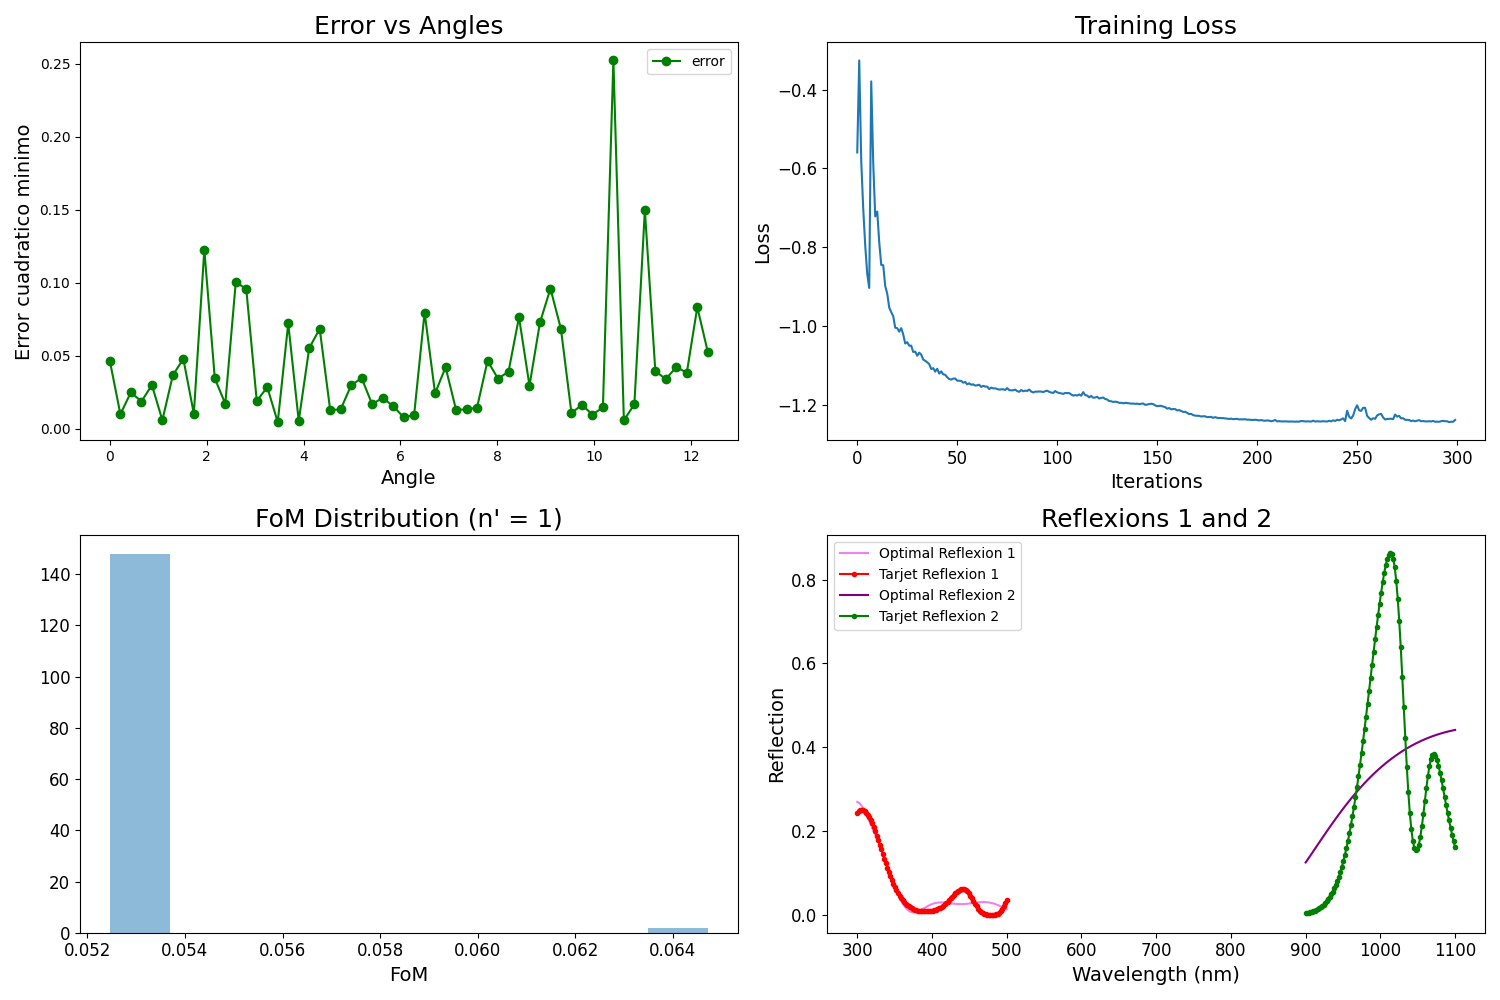 Error vs Angles
error
0.25
0.20
0.15
0.10
0.05
0.00
Error cuadratico minimo
0 2 4 6 8 10 12
Angle
Training Loss
−0.4
−0.6
−0.8
−1.0
−1.2
Loss
0 50 100 150 200 250 300
Iterations
FoM Distribution (n' = 1)
140
120
100
80
60
40
20
0
0.052 0.054 0.056 0.058 0.060 0.062 0.064
FoM
Reflexions 1 and 2
Optimal Reflexion 1
Tarjet Reflexion 1
Optimal Reflexion 2
Tarjet Reflexion 2
0.8
0.6
0.4
0.2
0.0
Reflection
300 400 500 600 700 800 900 1000 1100
Wavelength (nm)